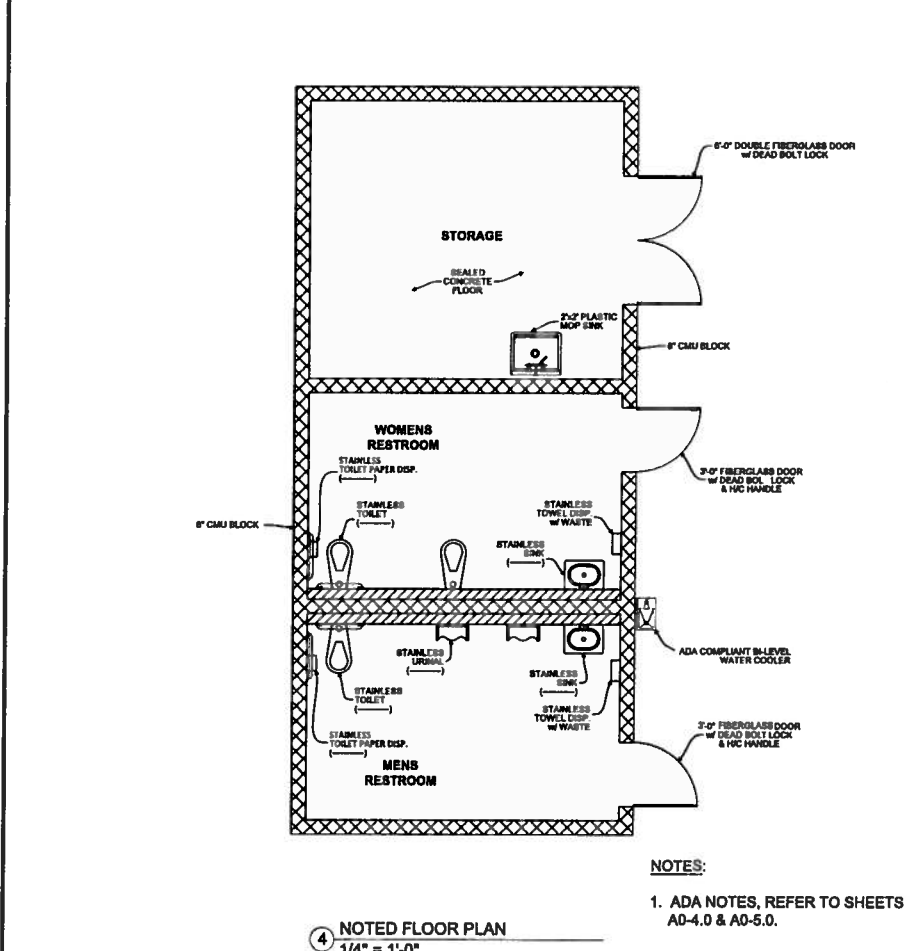 6'-0" DOUBLE FIBERGLASS DOOR
w/ DEAD BOLT LOCK
STORAGE
SEALED
CONCRETE
FLOOR
2'x2' PLASTIC
MOP SINK
8" CMU BLOCK
WOMENS
RESTROOM
STAINLESS
TOILET PAPER DISP.
(————)
3'-0" FIBERGLASS DOOR
w/ DEAD BOL LOCK
& H/C HANDLE
STAINLESS
TOILET
(————)
STAINLESS
TOWEL DISP.
w/ WASTE
8" CMU BLOCK
STAINLESS
SINK
(————)
ADA COMPLIANT BI-LEVEL
WATER COOLER
STAINLESS
URINAL
(————)
STAINLESS
SINK
(————)
STAINLESS
TOILET
(————)
STAINLESS
TOWEL DISP.
w/ WASTE
3'-0" FIBERGLASS DOOR
w/ DEAD BOLT LOCK
& H/C HANDLE
STAINLESS
TOILET PAPER DISP.
(————)
MENS
RESTROOM
NOTES:
1. ADA NOTES, REFER TO SHEETS
A0-4.0 & A0-5.0.
4 NOTED FLOOR PLAN
1/4" = 1'-0"